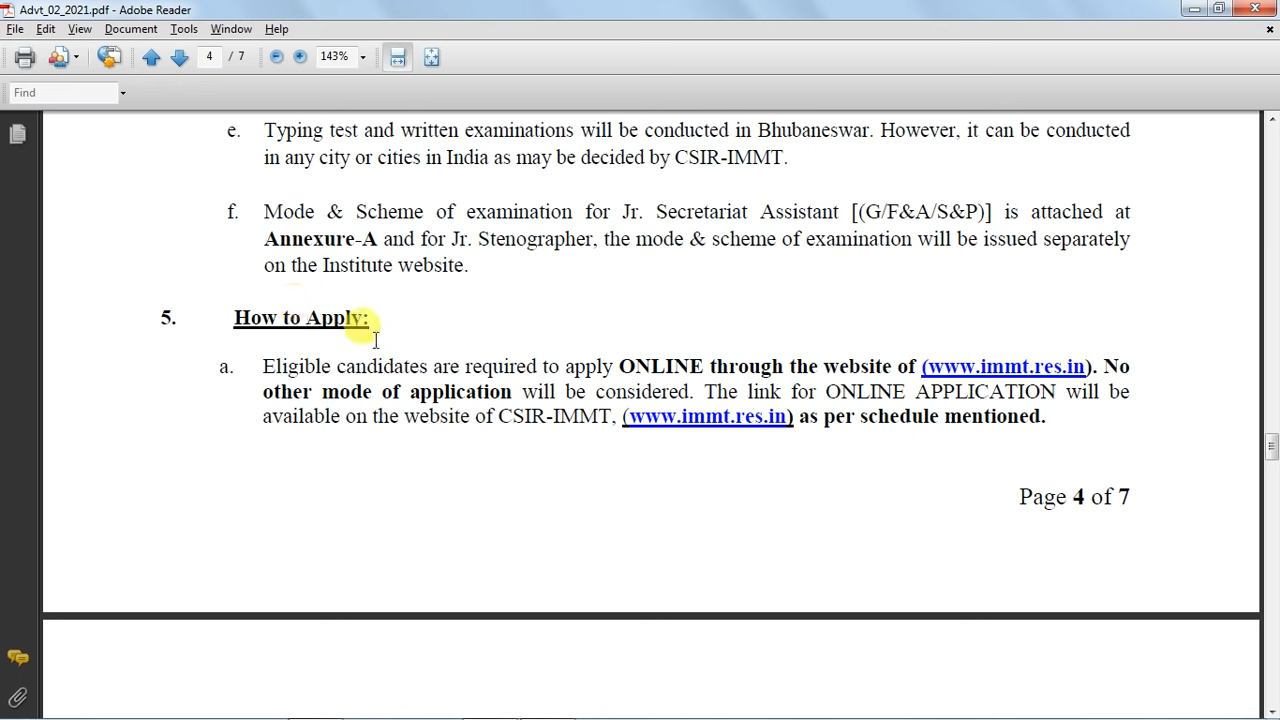 Advt_02_2021.pdf - Adobe Reader
File Edit View Document Tools Window Help
4 / 7 143%
Find
e. Typing test and written examinations will be conducted in Bhubaneswar. However, it can be conducted
in any city or cities in India as may be decided by CSIR-IMMT.
f. Mode & Scheme of examination for Jr. Secretariat Assistant [(G/F&A/S&P)] is attached at
Annexure-A and for Jr. Stenographer, the mode & scheme of examination will be issued separately
on the Institute website.
5. How to Apply:
a. Eligible candidates are required to apply ONLINE through the website of (www.immt.res.in). No
other mode of application will be considered. The link for ONLINE APPLICATION will be
available on the website of CSIR-IMMT, (www.immt.res.in) as per schedule mentioned.
Page 4 of 7